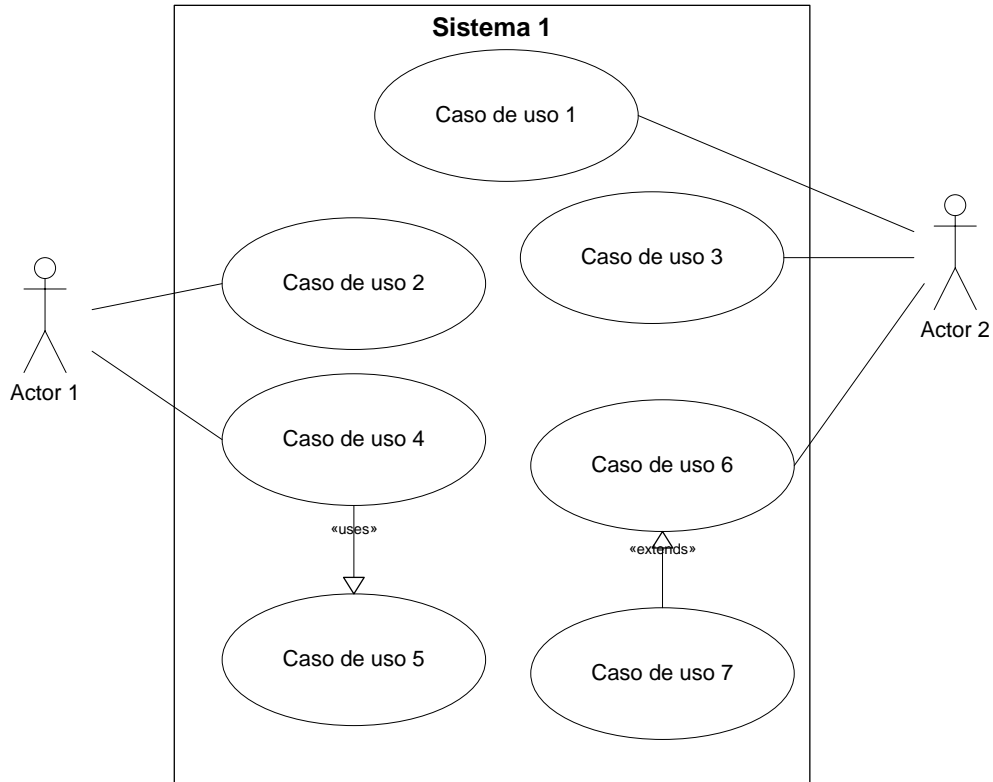 Sistema 1
Caso de uso 1
Caso de uso 3
Caso de uso 2
Actor 2
Actor 1
Caso de uso 4
Caso de uso 6
«uses»
«extends»
Caso de uso 5
Caso de uso 7